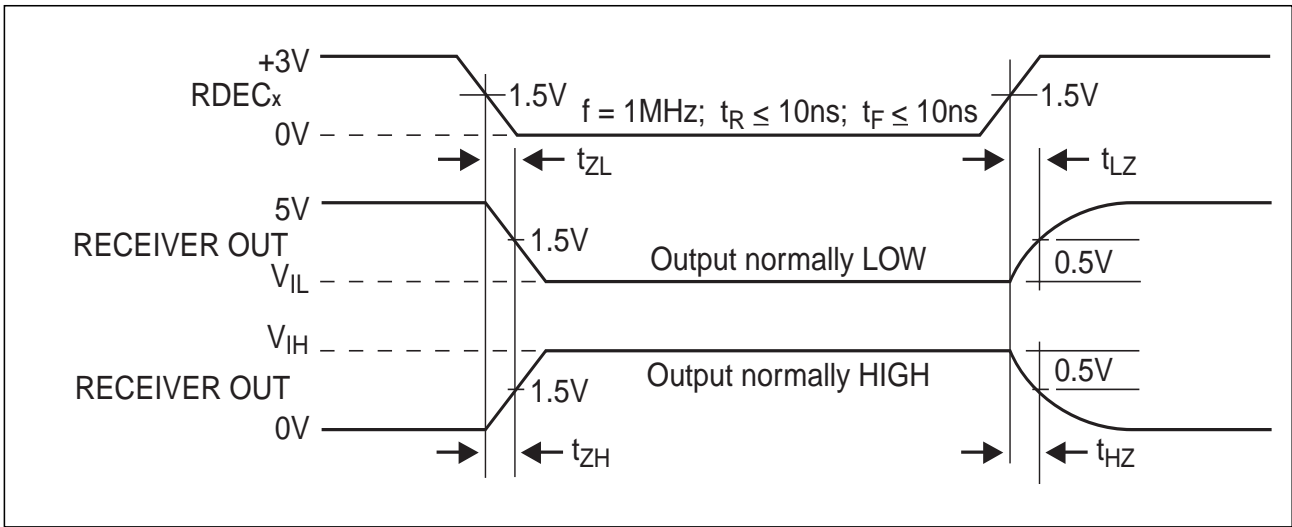 +3V
RDECx
1.5V
f = 1MHz; tR ≤ 10ns; tF ≤ 10ns
1.5V
0V
tZL
tLZ
5V
RECEIVER OUT
1.5V
Output normally LOW
0.5V
VIL
VIH
RECEIVER OUT
1.5V
Output normally HIGH
0.5V
0V
tZH
tHZ